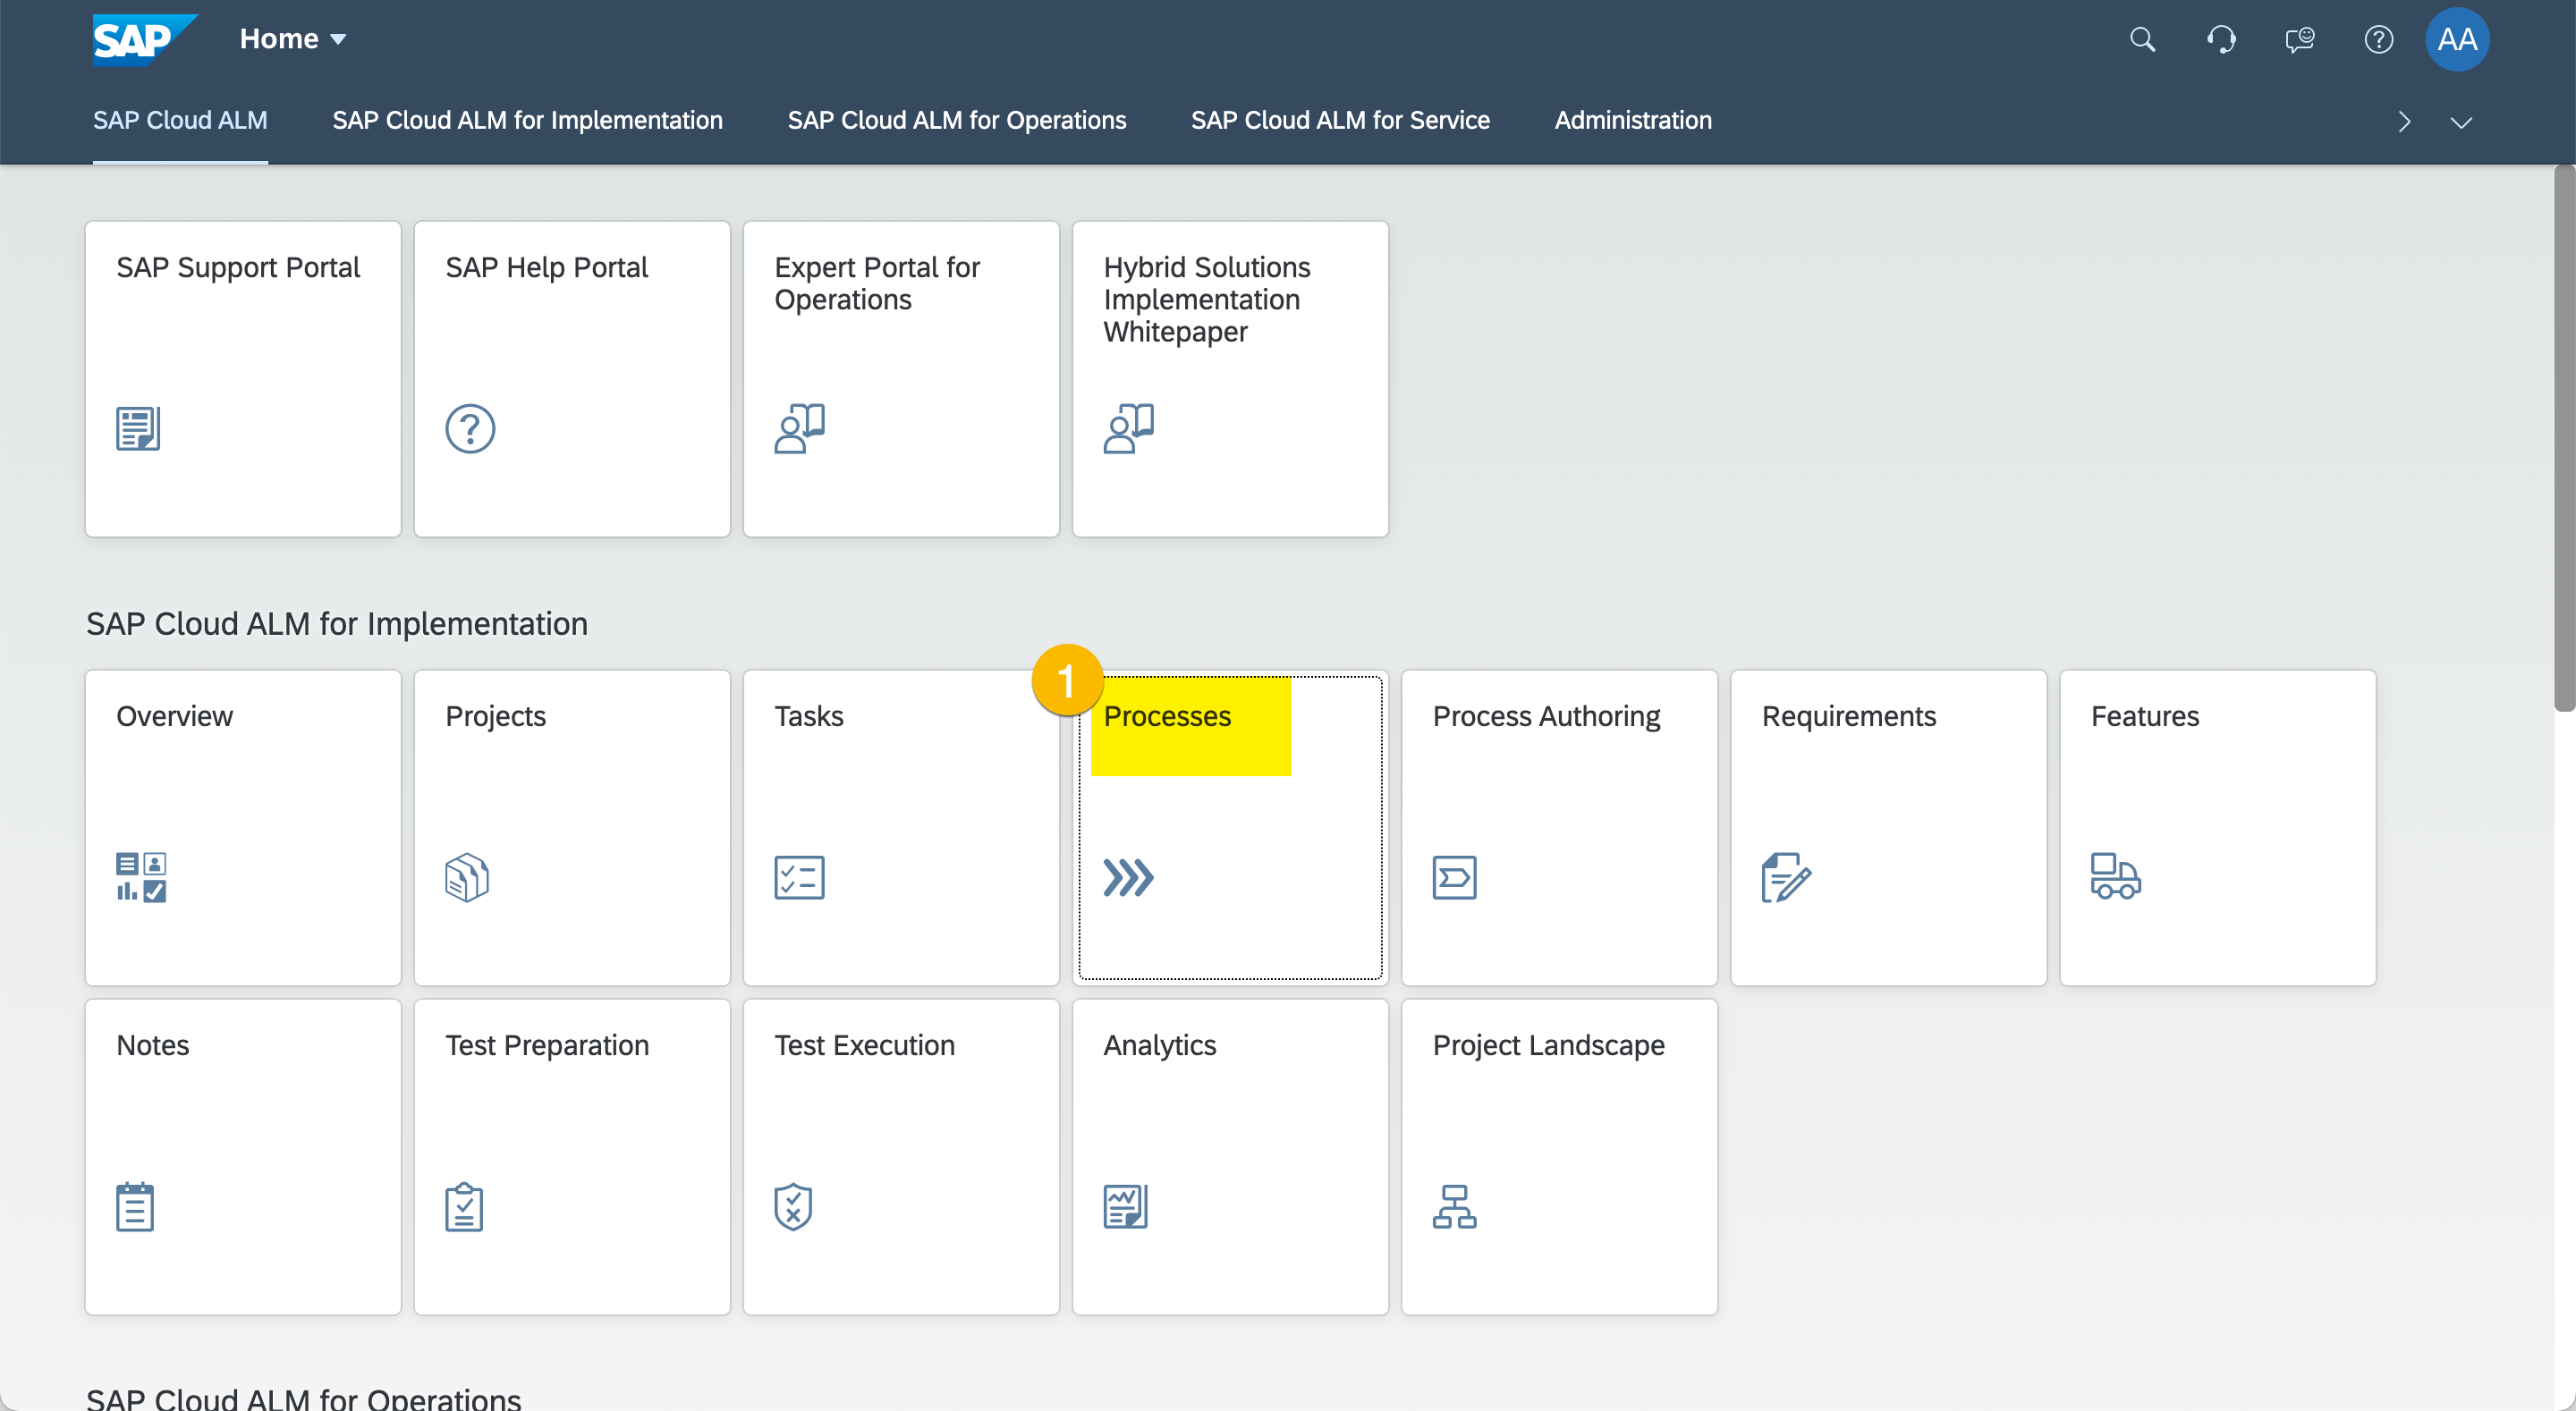 SAP Home
AA
SAP Cloud ALM SAP Cloud ALM for Implementation SAP Cloud ALM for Operations SAP Cloud ALM for Service Administration
SAP Support Portal
SAP Help Portal
Expert Portal for
Operations
Hybrid Solutions
Implementation
Whitepaper
SAP Cloud ALM for Implementation
Overview
Projects
Tasks
1
Processes
Process Authoring
Requirements
Features
Notes
Test Preparation
Test Execution
Analytics
Project Landscape
SAP Cloud ALM for Operations